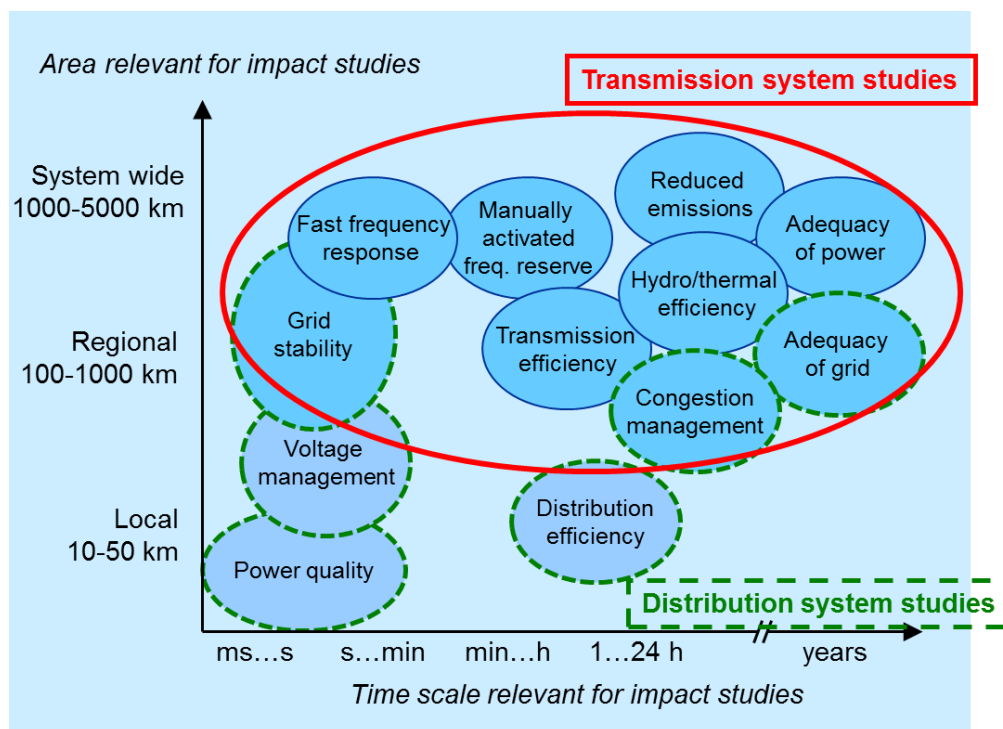 Area relevant for impact studies
Transmission system studies
System wide
1000-5000 km
Reduced
emissions
Fast frequency
response
Manually
activated
freq. reserve
Adequacy
of power
Hydro/thermal
efficiency
Regional
100-1000 km
Grid
stability
Transmission
efficiency
Adequacy
of grid
Congestion
management
Voltage
management
Local
10-50 km
Distribution
efficiency
Power quality
Distribution system studies
ms…s
s…min
min…h
1…24 h
years
Time scale relevant for impact studies